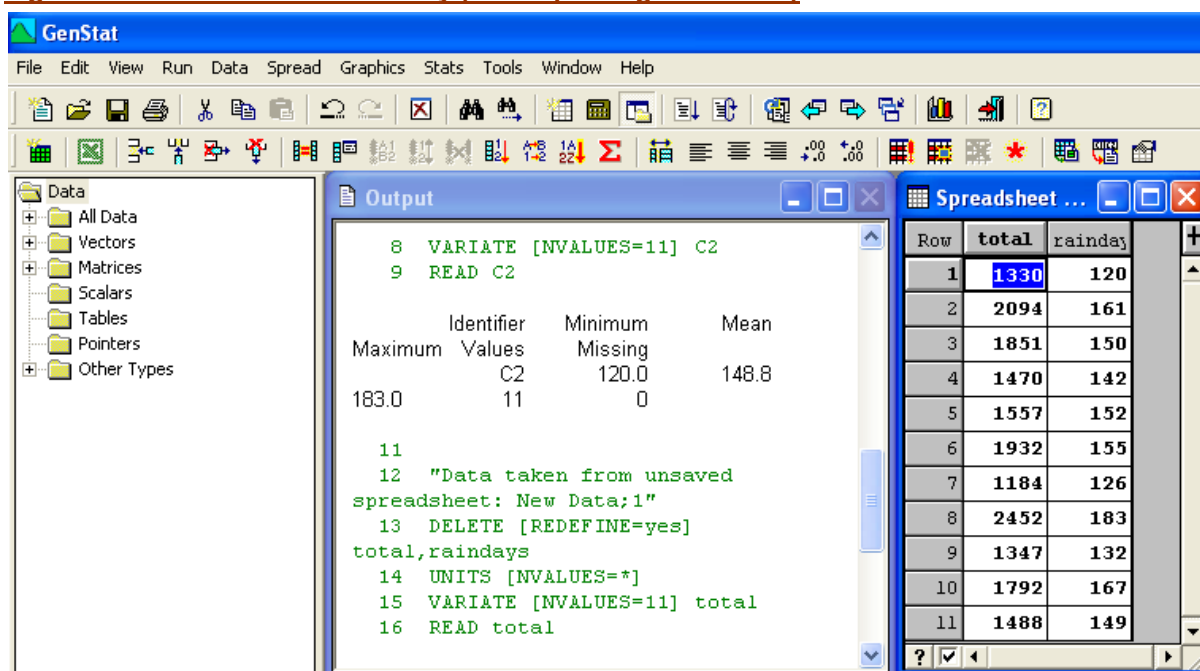 GenStat
File Edit View Run Data Spread Graphics Stats Tools Window Help
Data
All Data
Vectors
Matrices
Scalars
Tables
Pointers
Other Types
Output
8 VARIATE [NVALUES=11] C2
9 READ C2
Identifier Minimum Mean
Maximum Values Missing
C2 120.0 148.8
183.0 11 0
11
12 "Data taken from unsaved
spreadsheet: New Data;1"
13 DELETE [REDEFINE=yes]
total,raindays
14 UNITS [NVALUES=*]
15 VARIATE [NVALUES=11] total
16 READ total
Spreadsheet ...
Row total rainday
1 1330 120
2 2094 161
3 1851 150
4 1470 142
5 1557 152
6 1932 155
7 1184 126
8 2452 183
9 1347 132
10 1792 167
11 1488 149